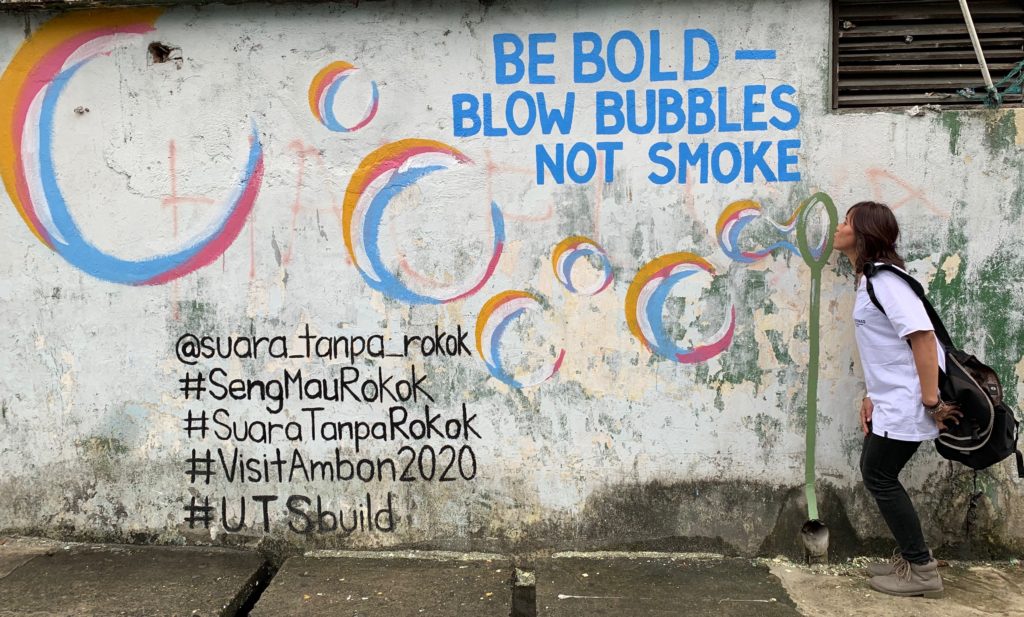 BE BOLD —
BLOW BUBBLES
NOT SMOKE
@suara_tanpa_rokok
#SengMauRokok
#SuaraTanpaRokok
#VisitAmbon2020
#UTSbuild